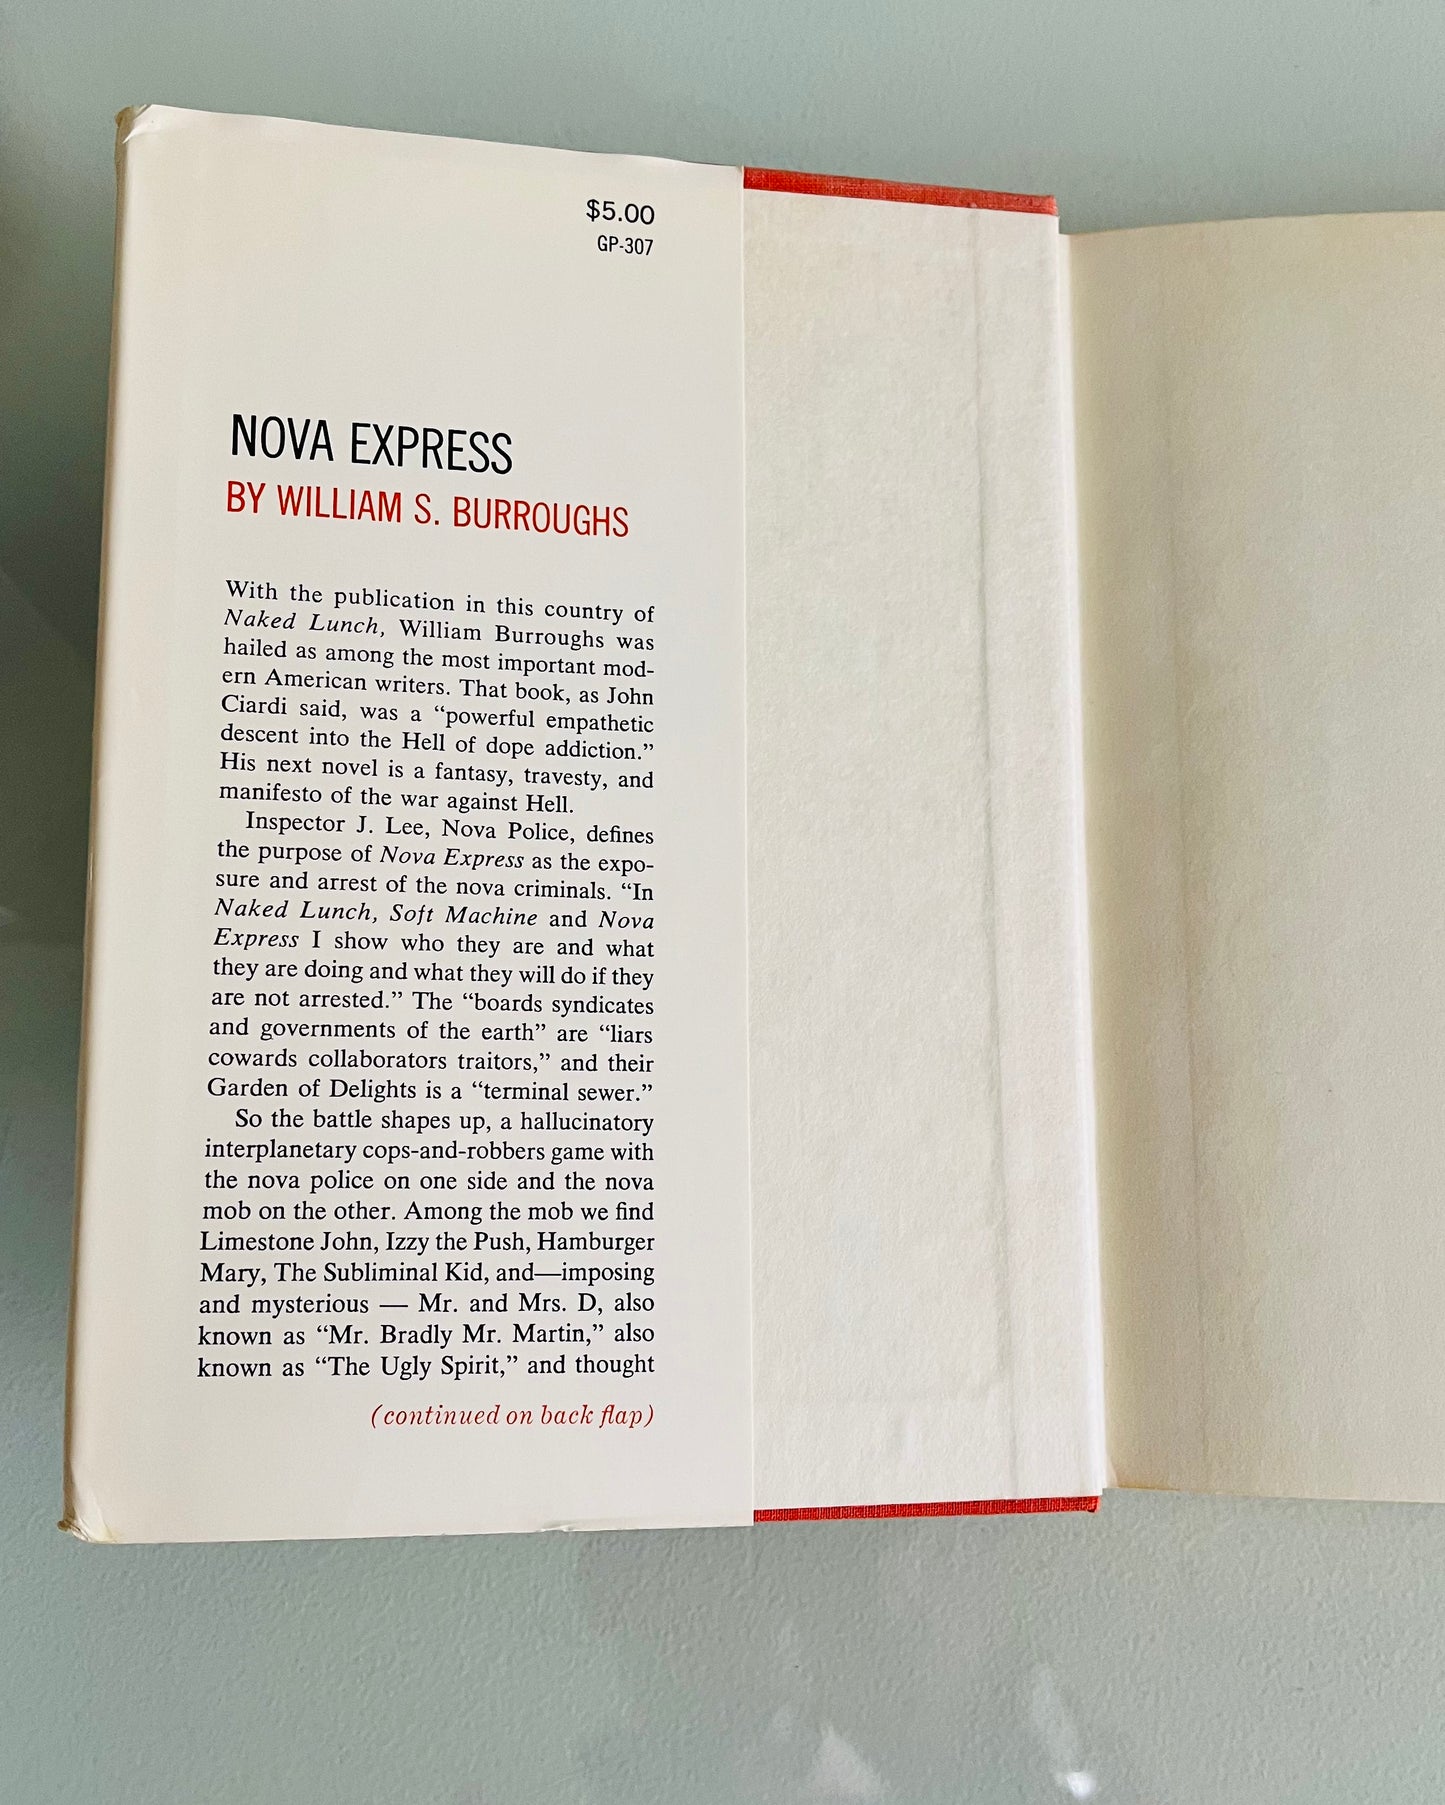 $5.00
GP-307
NOVA EXPRESS
BY WILLIAM S. BURROUGHS
With the publication in this country of
Naked Lunch, William Burroughs was
hailed as among the most important mod-
ern American writers. That book, as John
Ciardi said, was a “powerful empathetic
descent into the Hell of dope addiction.”
His next novel is a fantasy, travesty, and
manifesto of the war against Hell.
Inspector J. Lee, Nova Police, defines
the purpose of Nova Express as the expo-
sure and arrest of the nova criminals. “In
Naked Lunch, Soft Machine and Nova
Express I show who they are and what
they are doing and what they will do if they
are not arrested.” The “boards syndicates
and governments of the earth” are “liars
cowards collaborators traitors,” and their
Garden of Delights is a “terminal sewer.”
So the battle shapes up, a hallucinatory
interplanetary cops-and-robbers game with
the nova police on one side and the nova
mob on the other. Among the mob we find
Limestone John, Izzy the Push, Hamburger
Mary, The Subliminal Kid, and—imposing
and mysterious — Mr. and Mrs. D, also
known as “Mr. Bradly Mr. Martin,” also
known as “The Ugly Spirit,” and thought
(continued on back flap)